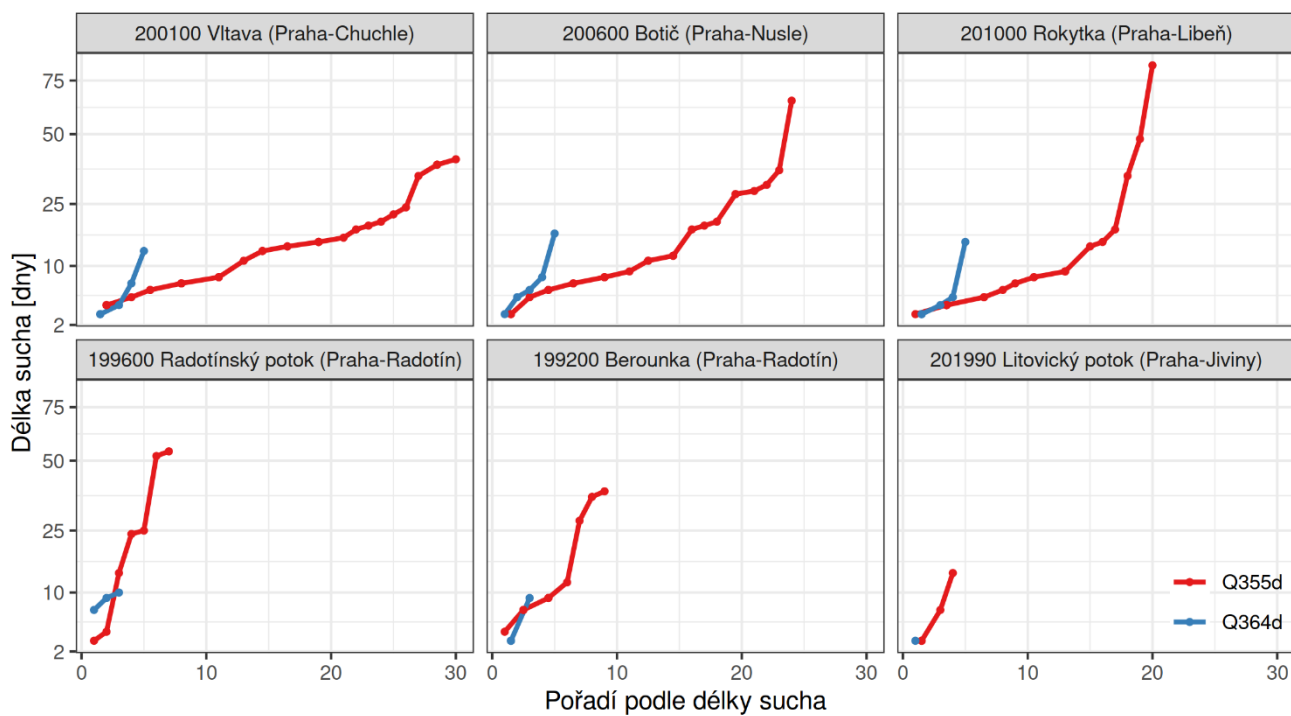 200100 Vltava (Praha-Chuchle)
200600 Botič (Praha-Nusle)
201000 Rokytka (Praha-Libeň)
75
50
25
10
2
199600 Radotínský potok (Praha-Radotín)
199200 Berounka (Praha-Radotín)
201990 Litovický potok (Praha-Jiviny)
75
50
25
10
2
Délka sucha [dny]
Q355d
Q364d
0 10 20 30
0 10 20 30
0 10 20 30
Pořadí podle délky sucha